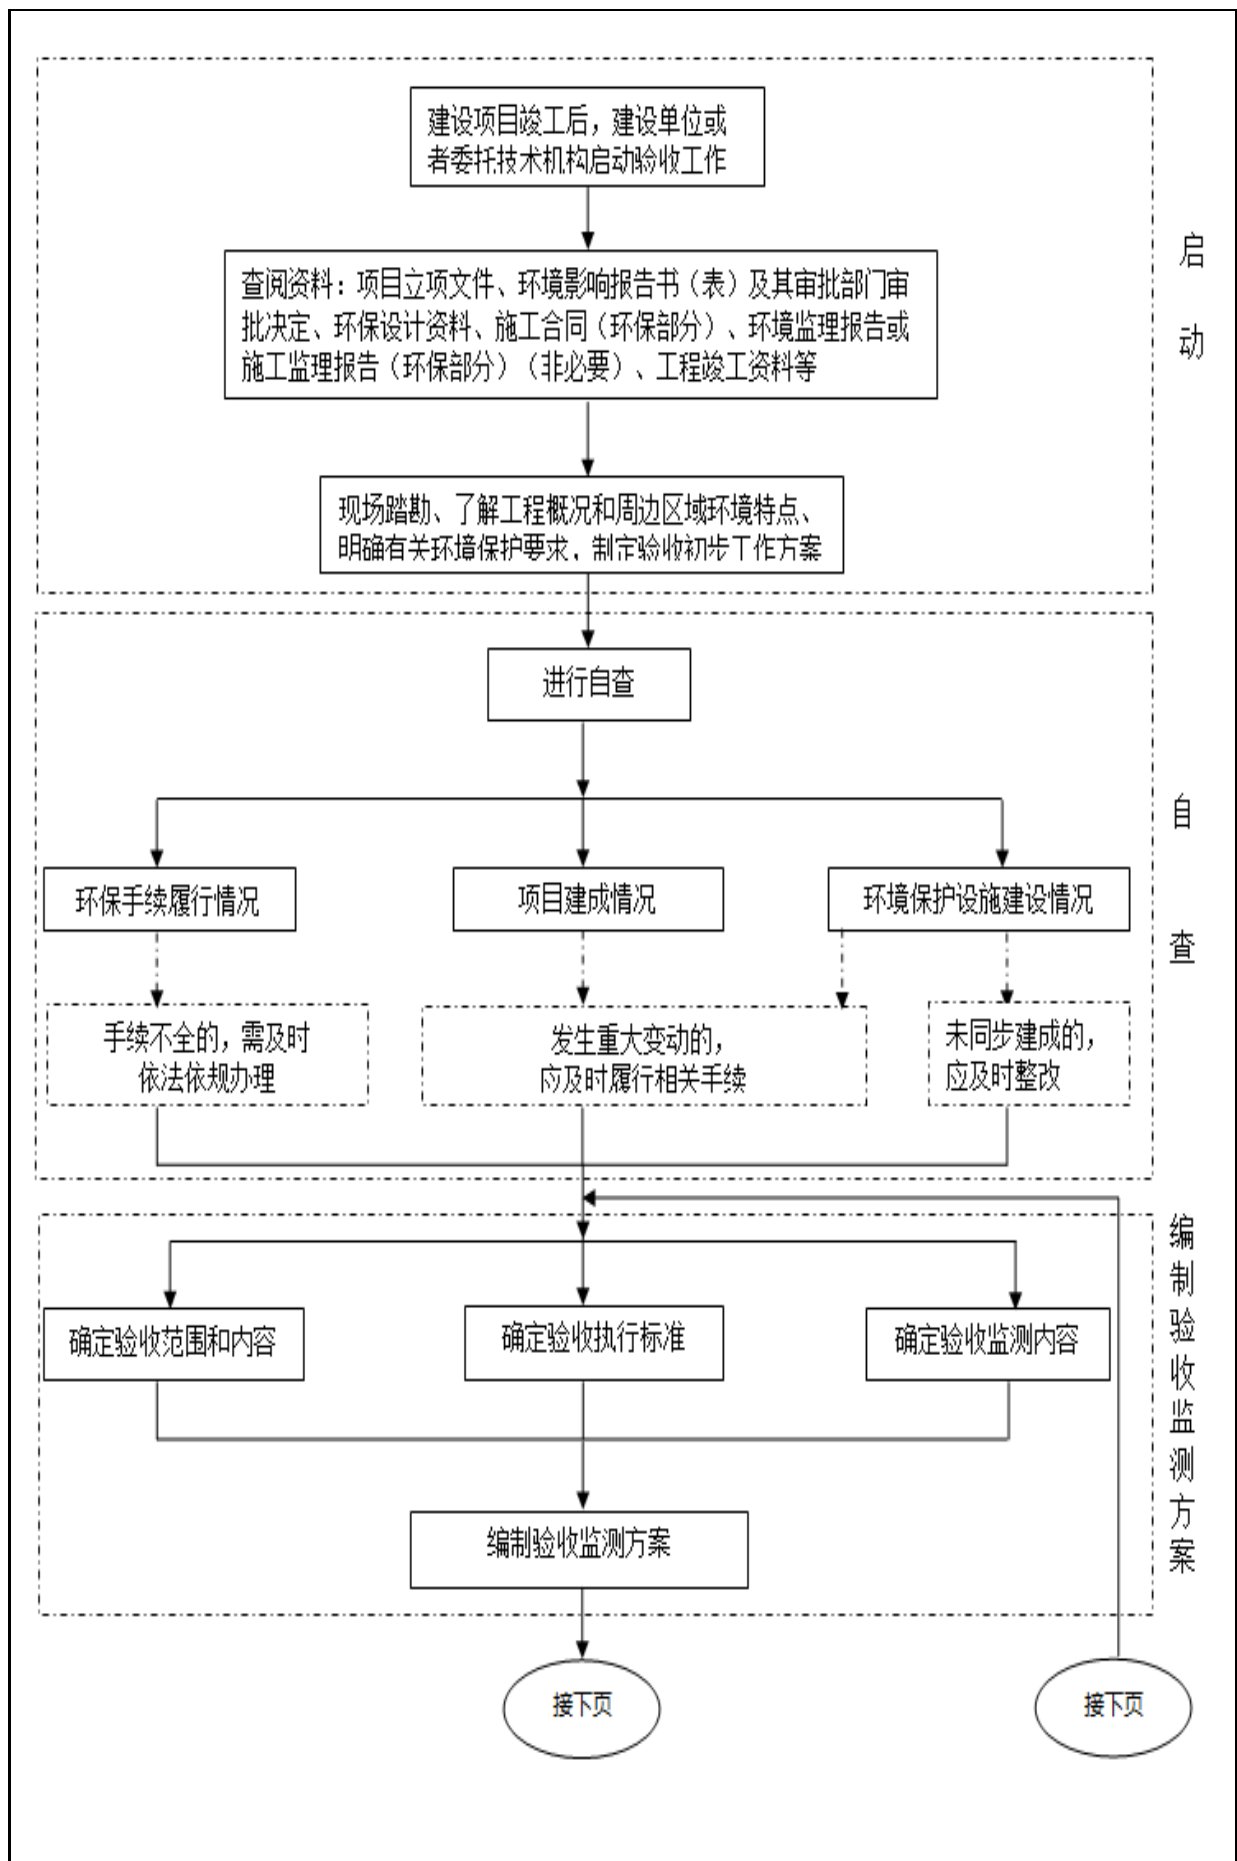 建设项目竣工后，建设单位或
者委托技术机构启动验收工作
查阅资料：项目立项文件、环境影响报告书（表）及其审批部门审
批决定、环保设计资料、施工合同（环保部分）、环境监理报告或
施工监理报告（环保部分）（非必要）、工程竣工资料等
现场踏勘、了解工程概况和周边区域环境特点、
明确有关环境保护要求，制定验收初步工作方案
启
动
进行自查
环保手续履行情况
项目建成情况
环境保护设施建设情况
手续不全的，需及时
依法依规办理
发生重大变动的，
应及时履行相关手续
未同步建成的，
应及时整改
自
查
确定验收范围和内容
确定验收执行标准
确定验收监测内容
编制验收监测方案
编
制
验
收
监
测
方
案
接下页
接下页